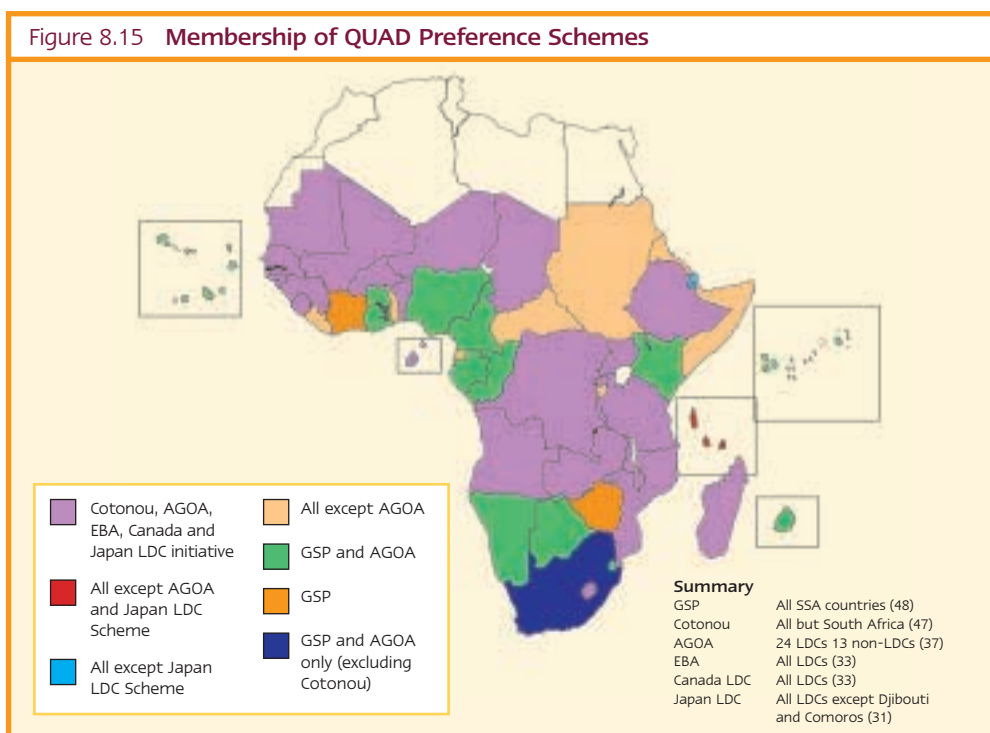 Figure 8.15 Membership of QUAD Preference Schemes
Cotonou, AGOA,
EBA, Canada and
Japan LDC initiative
All except AGOA
and Japan LDC
Scheme
All except Japan
LDC Scheme
All except AGOA
GSP and AGOA
GSP
GSP and AGOA
only (excluding
Cotonou)
Summary
GSP All SSA countries (48)
Cotonou All but South Africa (47)
AGOA 24 LDCs 13 non-LDCs (37)
EBA All LDCs (33)
Canada LDC All LDCs (33)
Japan LDC All LDCs except Djibouti
and Comoros (31)